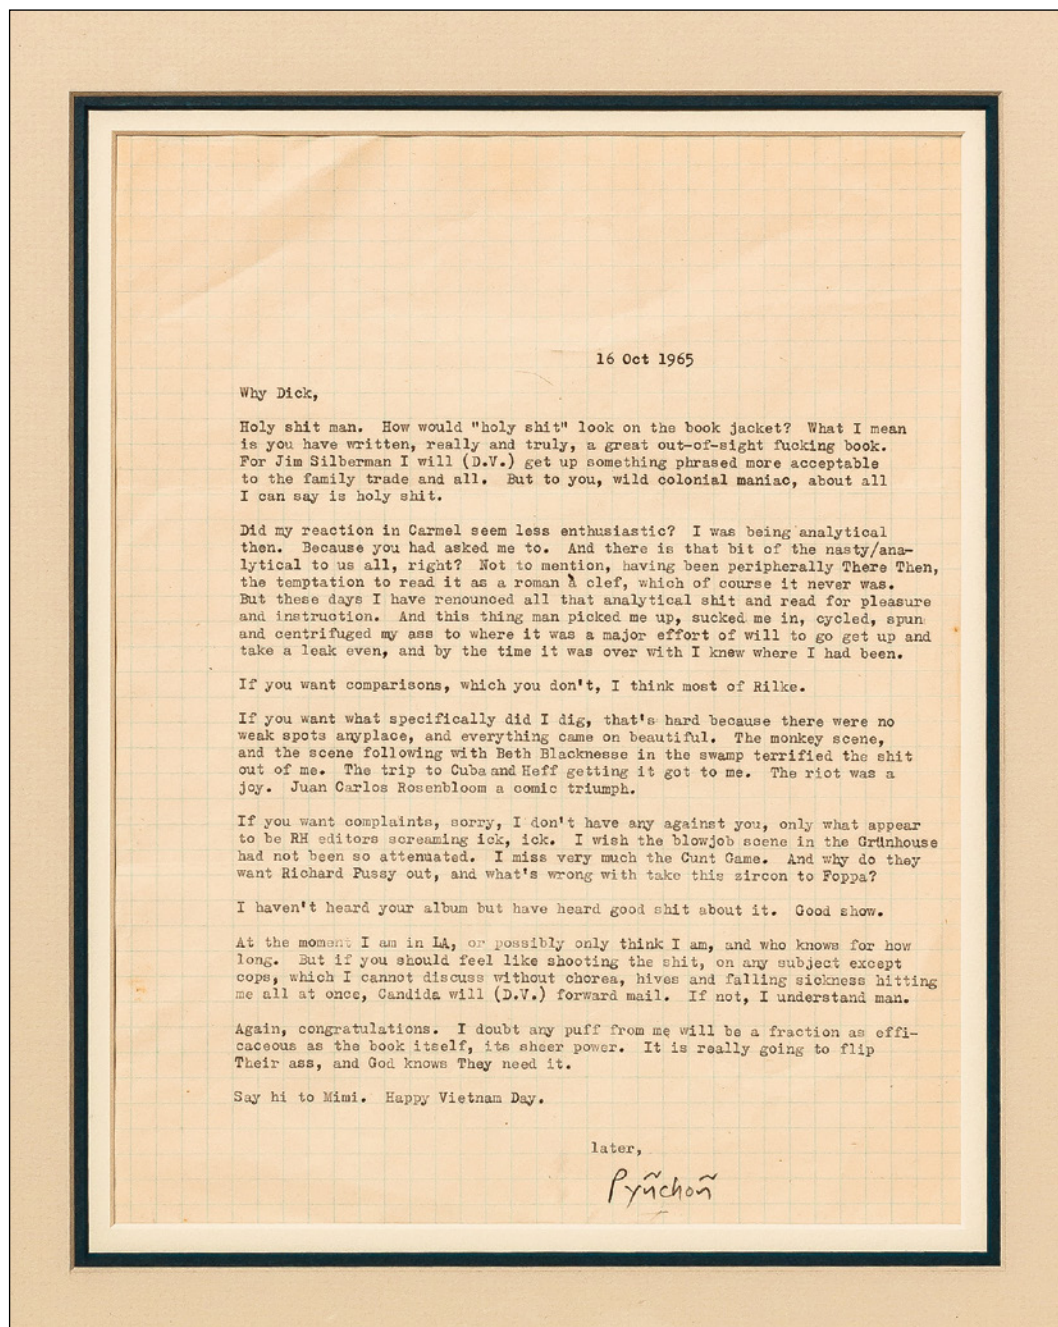 16 Oct 1965
Why Dick,
Holy shit man. How would "holy shit" look on the book jacket? What I mean
is you have written, really and truly, a great out-of-sight fucking book.
For Jim Silberman I will (D.V.) get up something phrased more acceptable
to the family trade and all. But to you, wild colonial maniac, about all
I can say is holy shit.
Did my reaction in Carmel seem less enthusiastic? I was being analytical
then. Because you had asked me to. And there is that bit of the nasty/ana-
lytical to us all, right? Not to mention, having been peripherally There Then,
the temptation to read it as a roman à clef, which of course it never was.
But these days I have renounced all that analytical shit and read for pleasure
and instruction. And this thing man picked me up, sucked me in, cycled, spun
and centrifuged my ass to where it was a major effort of will to go get up and
take a leak even, and by the time it was over with I knew where I had been.
If you want comparisons, which you don't, I think most of Rilke.
If you want what specifically did I dig, that's hard because there were no
weak spots anyplace, and everything came on beautiful. The monkey scene,
and the scene following with Beth Blacknesse in the swamp terrified the shit
out of me. The trip to Cuba and Heff getting it got to me. The riot was a
joy. Juan Carlos Rosenbloom a comic triumph.
If you want complaints, sorry, I don't have any against you, only what appear
to be RH editors screaming ick, ick. I wish the blowjob scene in the Grünhouse
had not been so attenuated. I miss very much the Cunt Game. And why do they
want Richard Pussy out, and what's wrong with take this zircon to Foppa?
I haven't heard your album but have heard good shit about it. Good show.
At the moment I am in LA, or possibly only think I am, and who knows for how
long. But if you should feel like shooting the shit, on any subject except
cops, which I cannot discuss without chorea, hives and falling sickness hitting
me all at once, Candida will (D.V.) forward mail. If not, I understand man.
Again, congratulations. I doubt any puff from me will be a fraction as effi-
caceous as the book itself, its sheer power. It is really going to flip
Their ass, and God knows They need it.
Say hi to Mimi. Happy Vietnam Day.
later,
Pyñchoñ